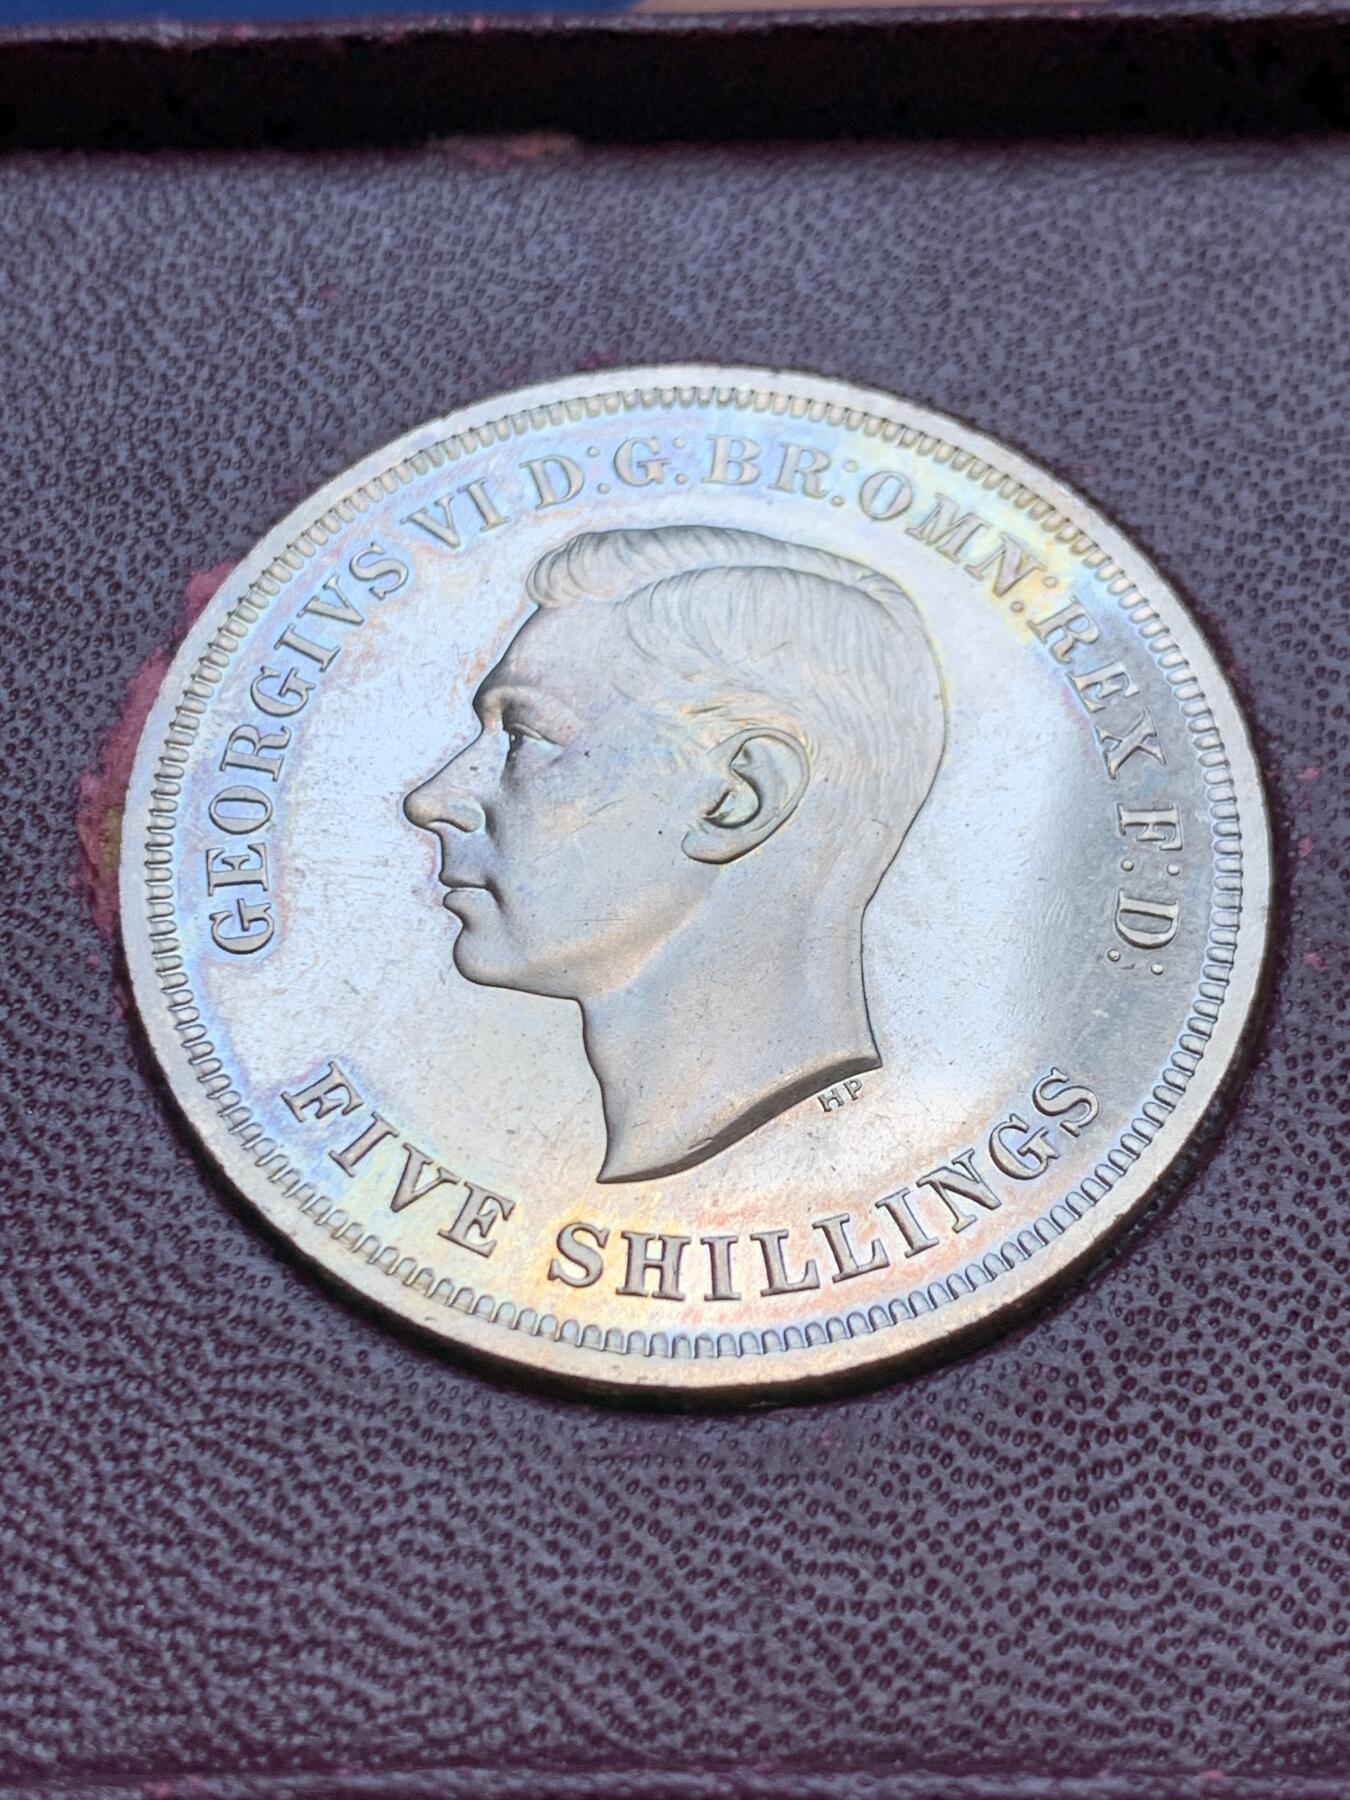 GEORGIVS VI D:G:BR:OMN:REX F:D:
HP
FIVE SHILLINGS